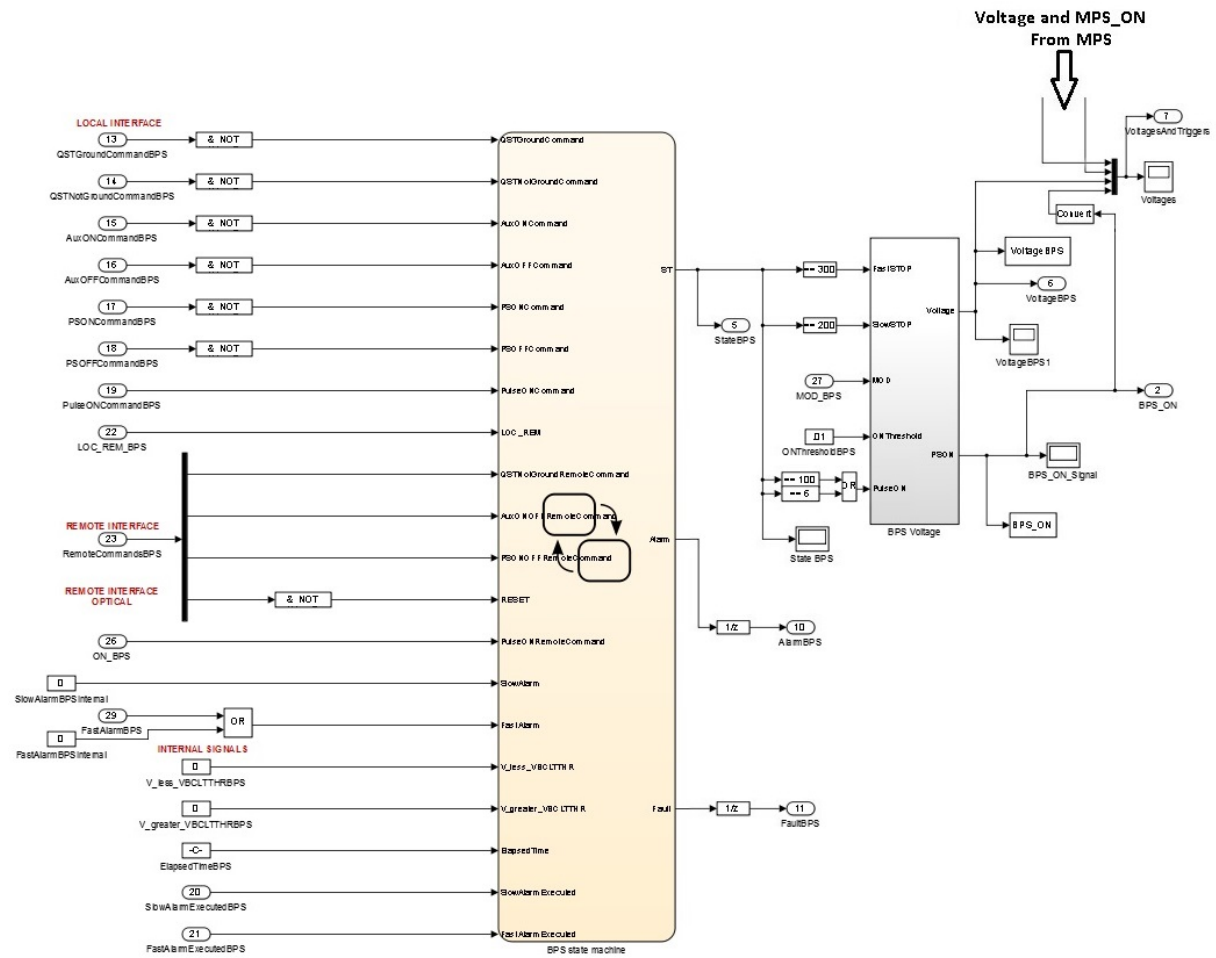 Voltage and MPS_ON
From MPS
LOCAL INTERFACE
13
& NOT
QSTGroundCommandBPS
14
& NOT
QSTNotGroundCommandBPS
15
& NOT
AuxONCommandBPS
16
& NOT
AuxOFFCommandBPS
17
& NOT
PSONCommandBPS
18
& NOT
PSOFFCommandBPS
19
PulseONCommandBPS
22
LOC_REM_BPS
REMOTE INTERFACE
23
RemoteCommandsBPS
REMOTE INTERFACE
OPTICAL
& NOT
26
ON_BPS
0
SlowAlarmBPSInternal
29
FastAlarmBPS
OR
0
FastAlarmBPSInternal
INTERNAL SIGNALS
0
V_less_VBCLTTHRBPS
0
V_greater_VBCLTTHRBPS
-C-
ElapsedTimeBPS
20
SlowAlarmExecutedBPS
21
FastAlarmExecutedBPS
QSTGroundCommand
QSTNotGroundCommand
AuxONCommand
AuxOFFCommand
PSONCommand
PSOFFCommand
PulseONCommand
LOC_REM
QSTNotGroundRemoteCommand
AuxONOFFRemoteCommand
PSONOFFRemoteCommand
RESET
PulseONRemoteCommand
SlowAlarm
FastAlarm
V_less_VBCLTTHR
V_greater_VBCLTTHR
ElapsedTime
SlowAlarmExecuted
FastAlarmExecuted
ST
Alarm
Fault
BPS state machine
5
StateBPS
== 300
== 200
27
MOD_BPS
.01
ONThresholdBPS
== 100
== 6
OR
State BPS
1/z
10
AlarmBPS
1/z
11
FaultBPS
FastSTOP
SlowSTOP
MOD
ONThreshold
PulseON
Voltage
PSON
BPS Voltage
7
VoltagesAndTriggers
Voltages
Convert
VoltageBPS
6
VoltageBPS
VoltageBPS1
2
BPS_ON
BPS_ON_Signal
BPS_ON